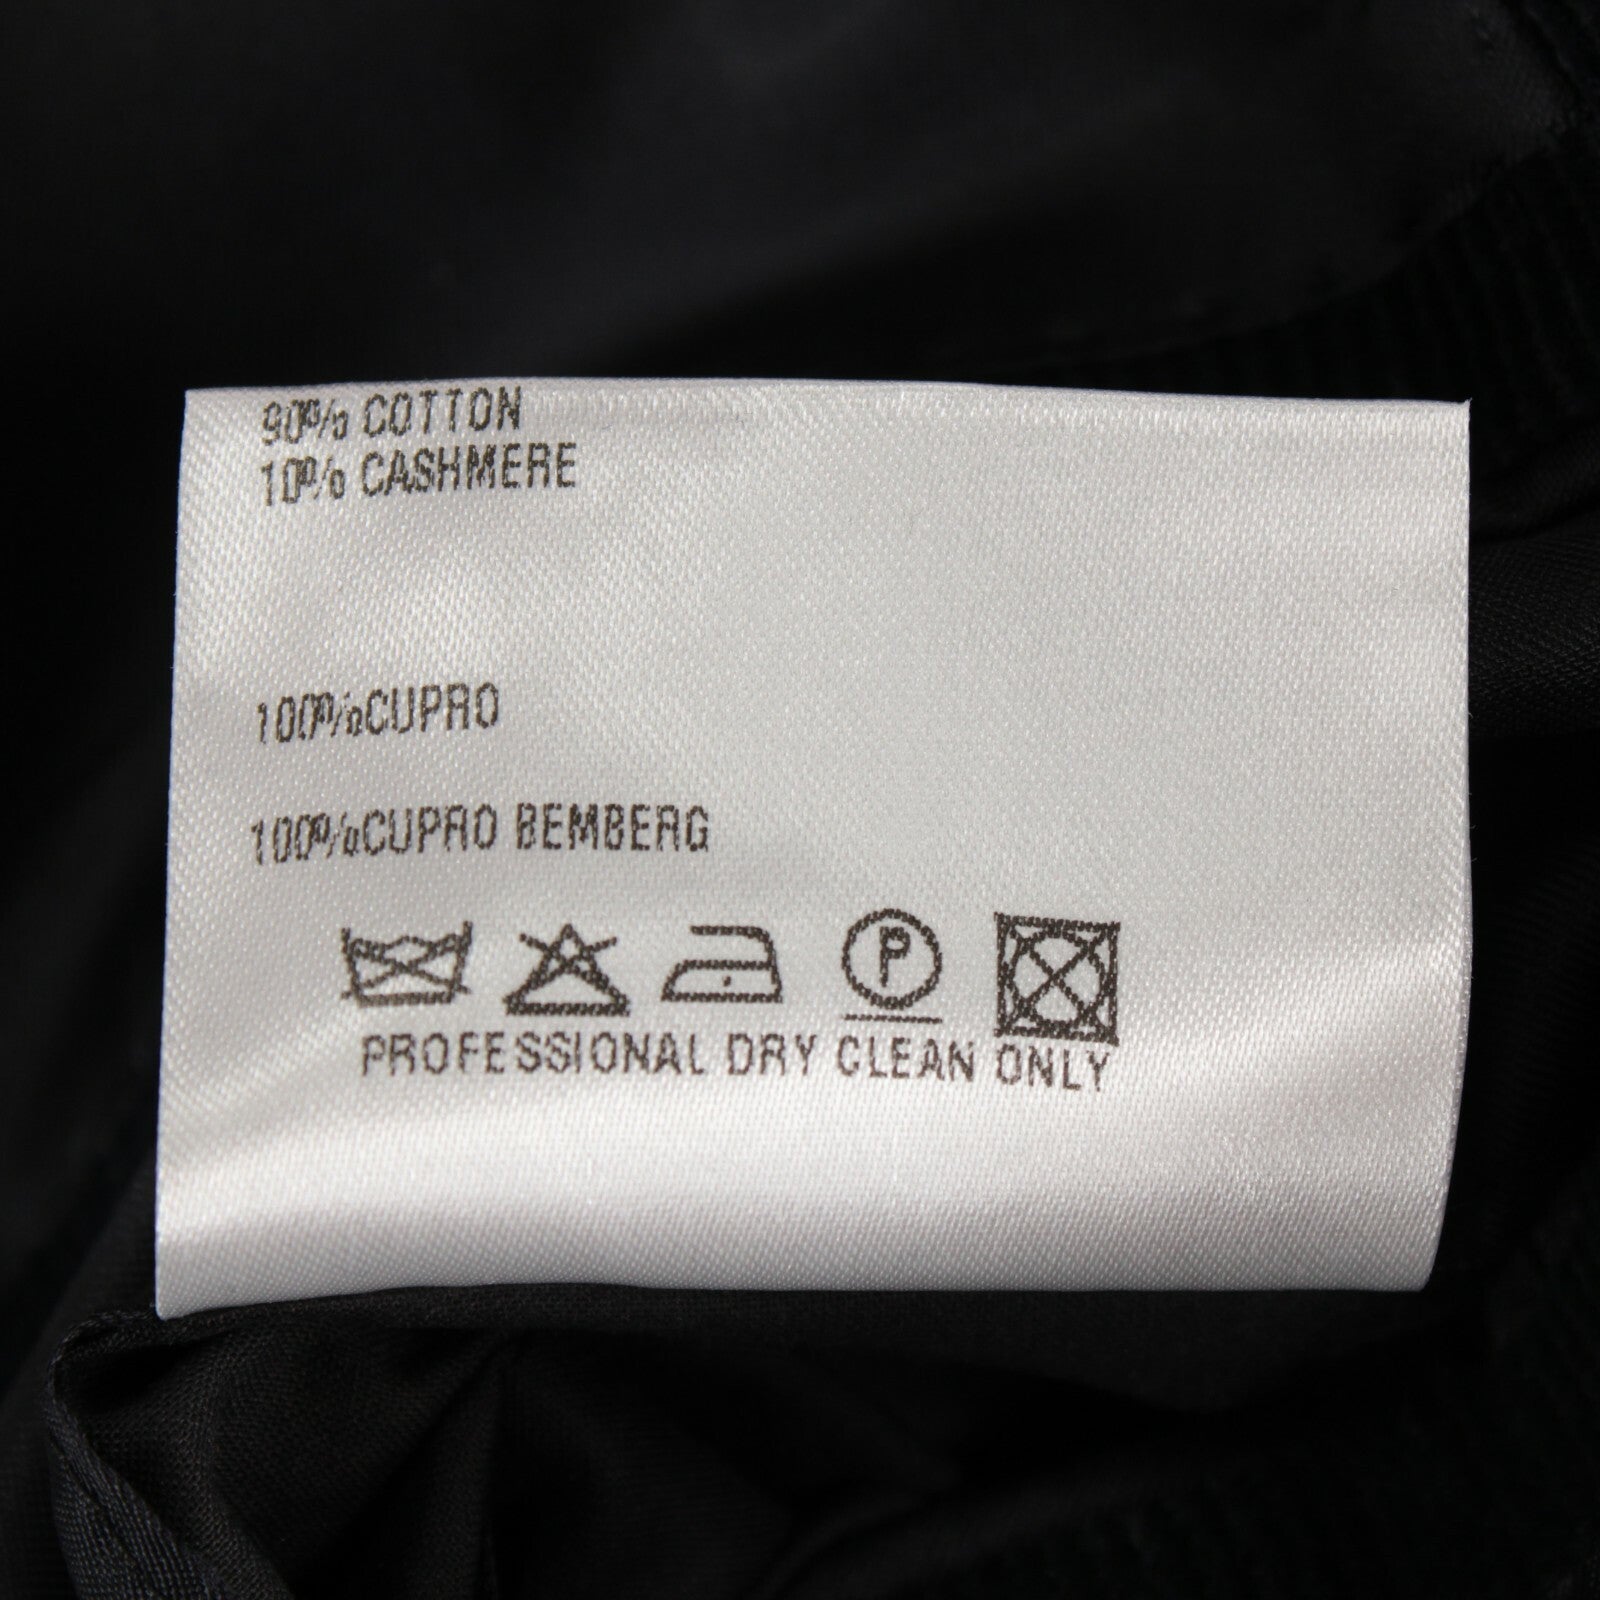 90% COTTON
10% CASHMERE
100%CUPRO
100%CUPRO BEMBERG
P
PROFESSIONAL DRY CLEAN ONLY